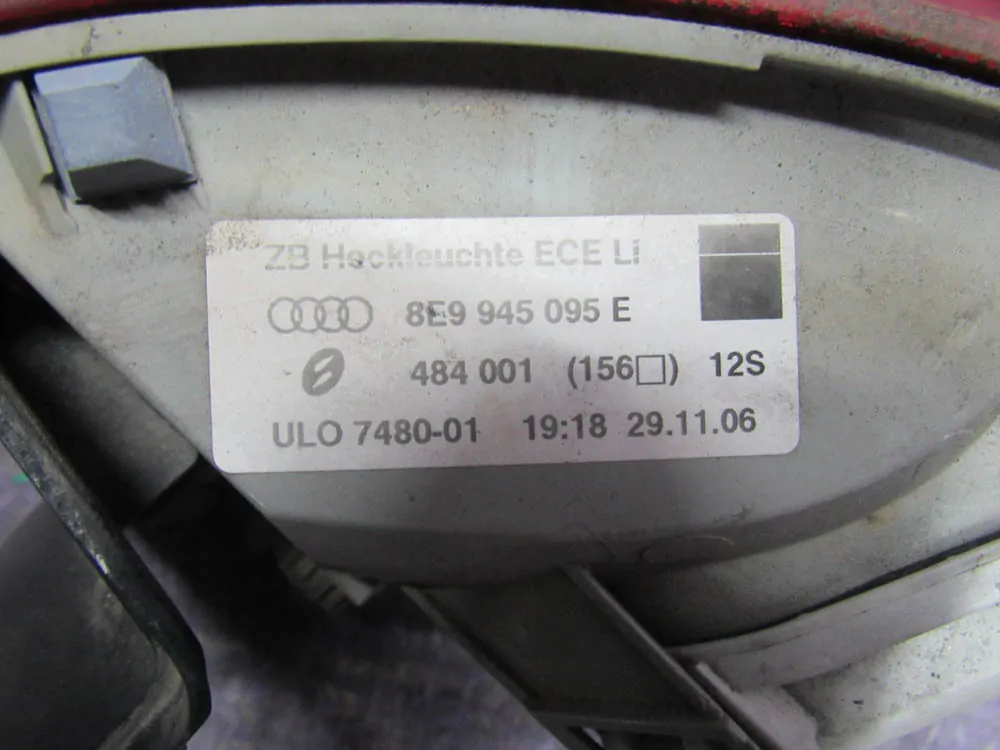 ZB Heckleuchte ECE Li
8E9 945 095 E
484 001 (156□) 12S
ULO 7480-01 19:18 29.11.06